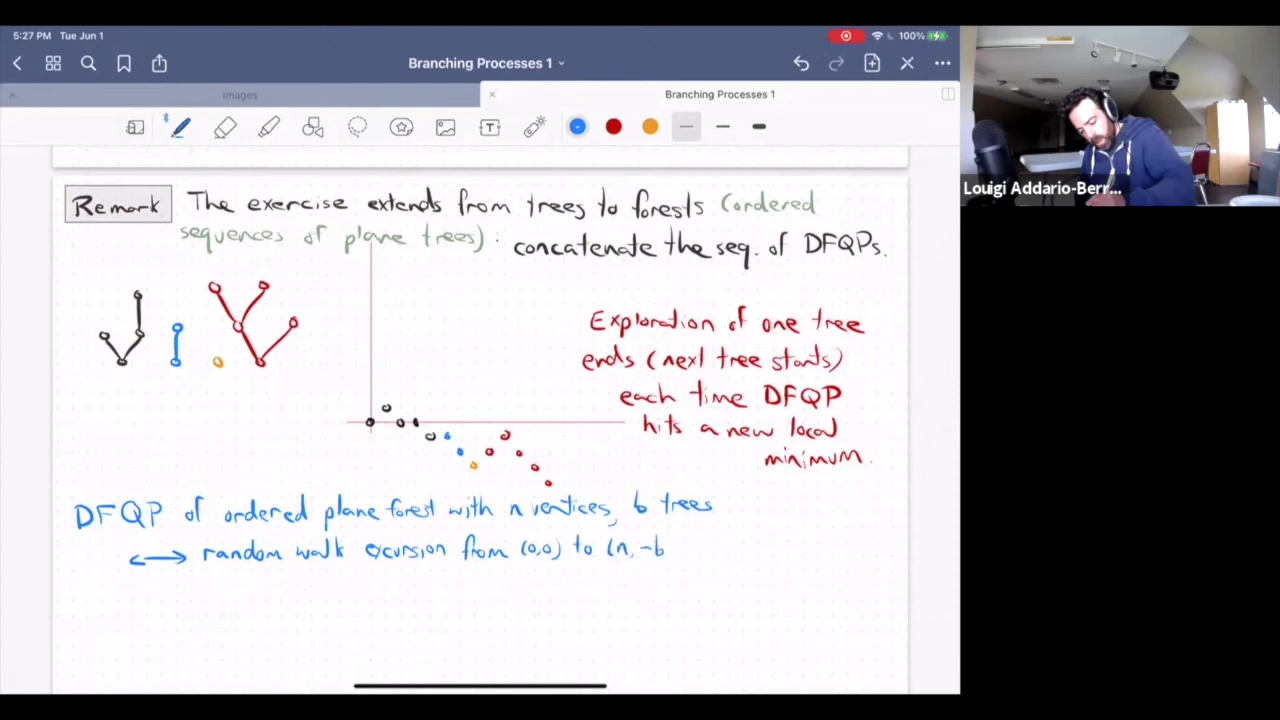 5:27 PM Tue Jun 1
100%
Branching Processes 1
Images
Branching Processes 1
Louigi Addario-Berr...
Remark The exercise extends from trees to forests (ordered
sequences of plane trees): concatenate the seq. of DFQPs.
Exploration of one tree
ends (next tree starts)
each time DFQP
hits a new local
minimum.
DFQP of ordered plane forest with n vertices, b trees
↔ random walk excursion from (0,0) to (n, -b